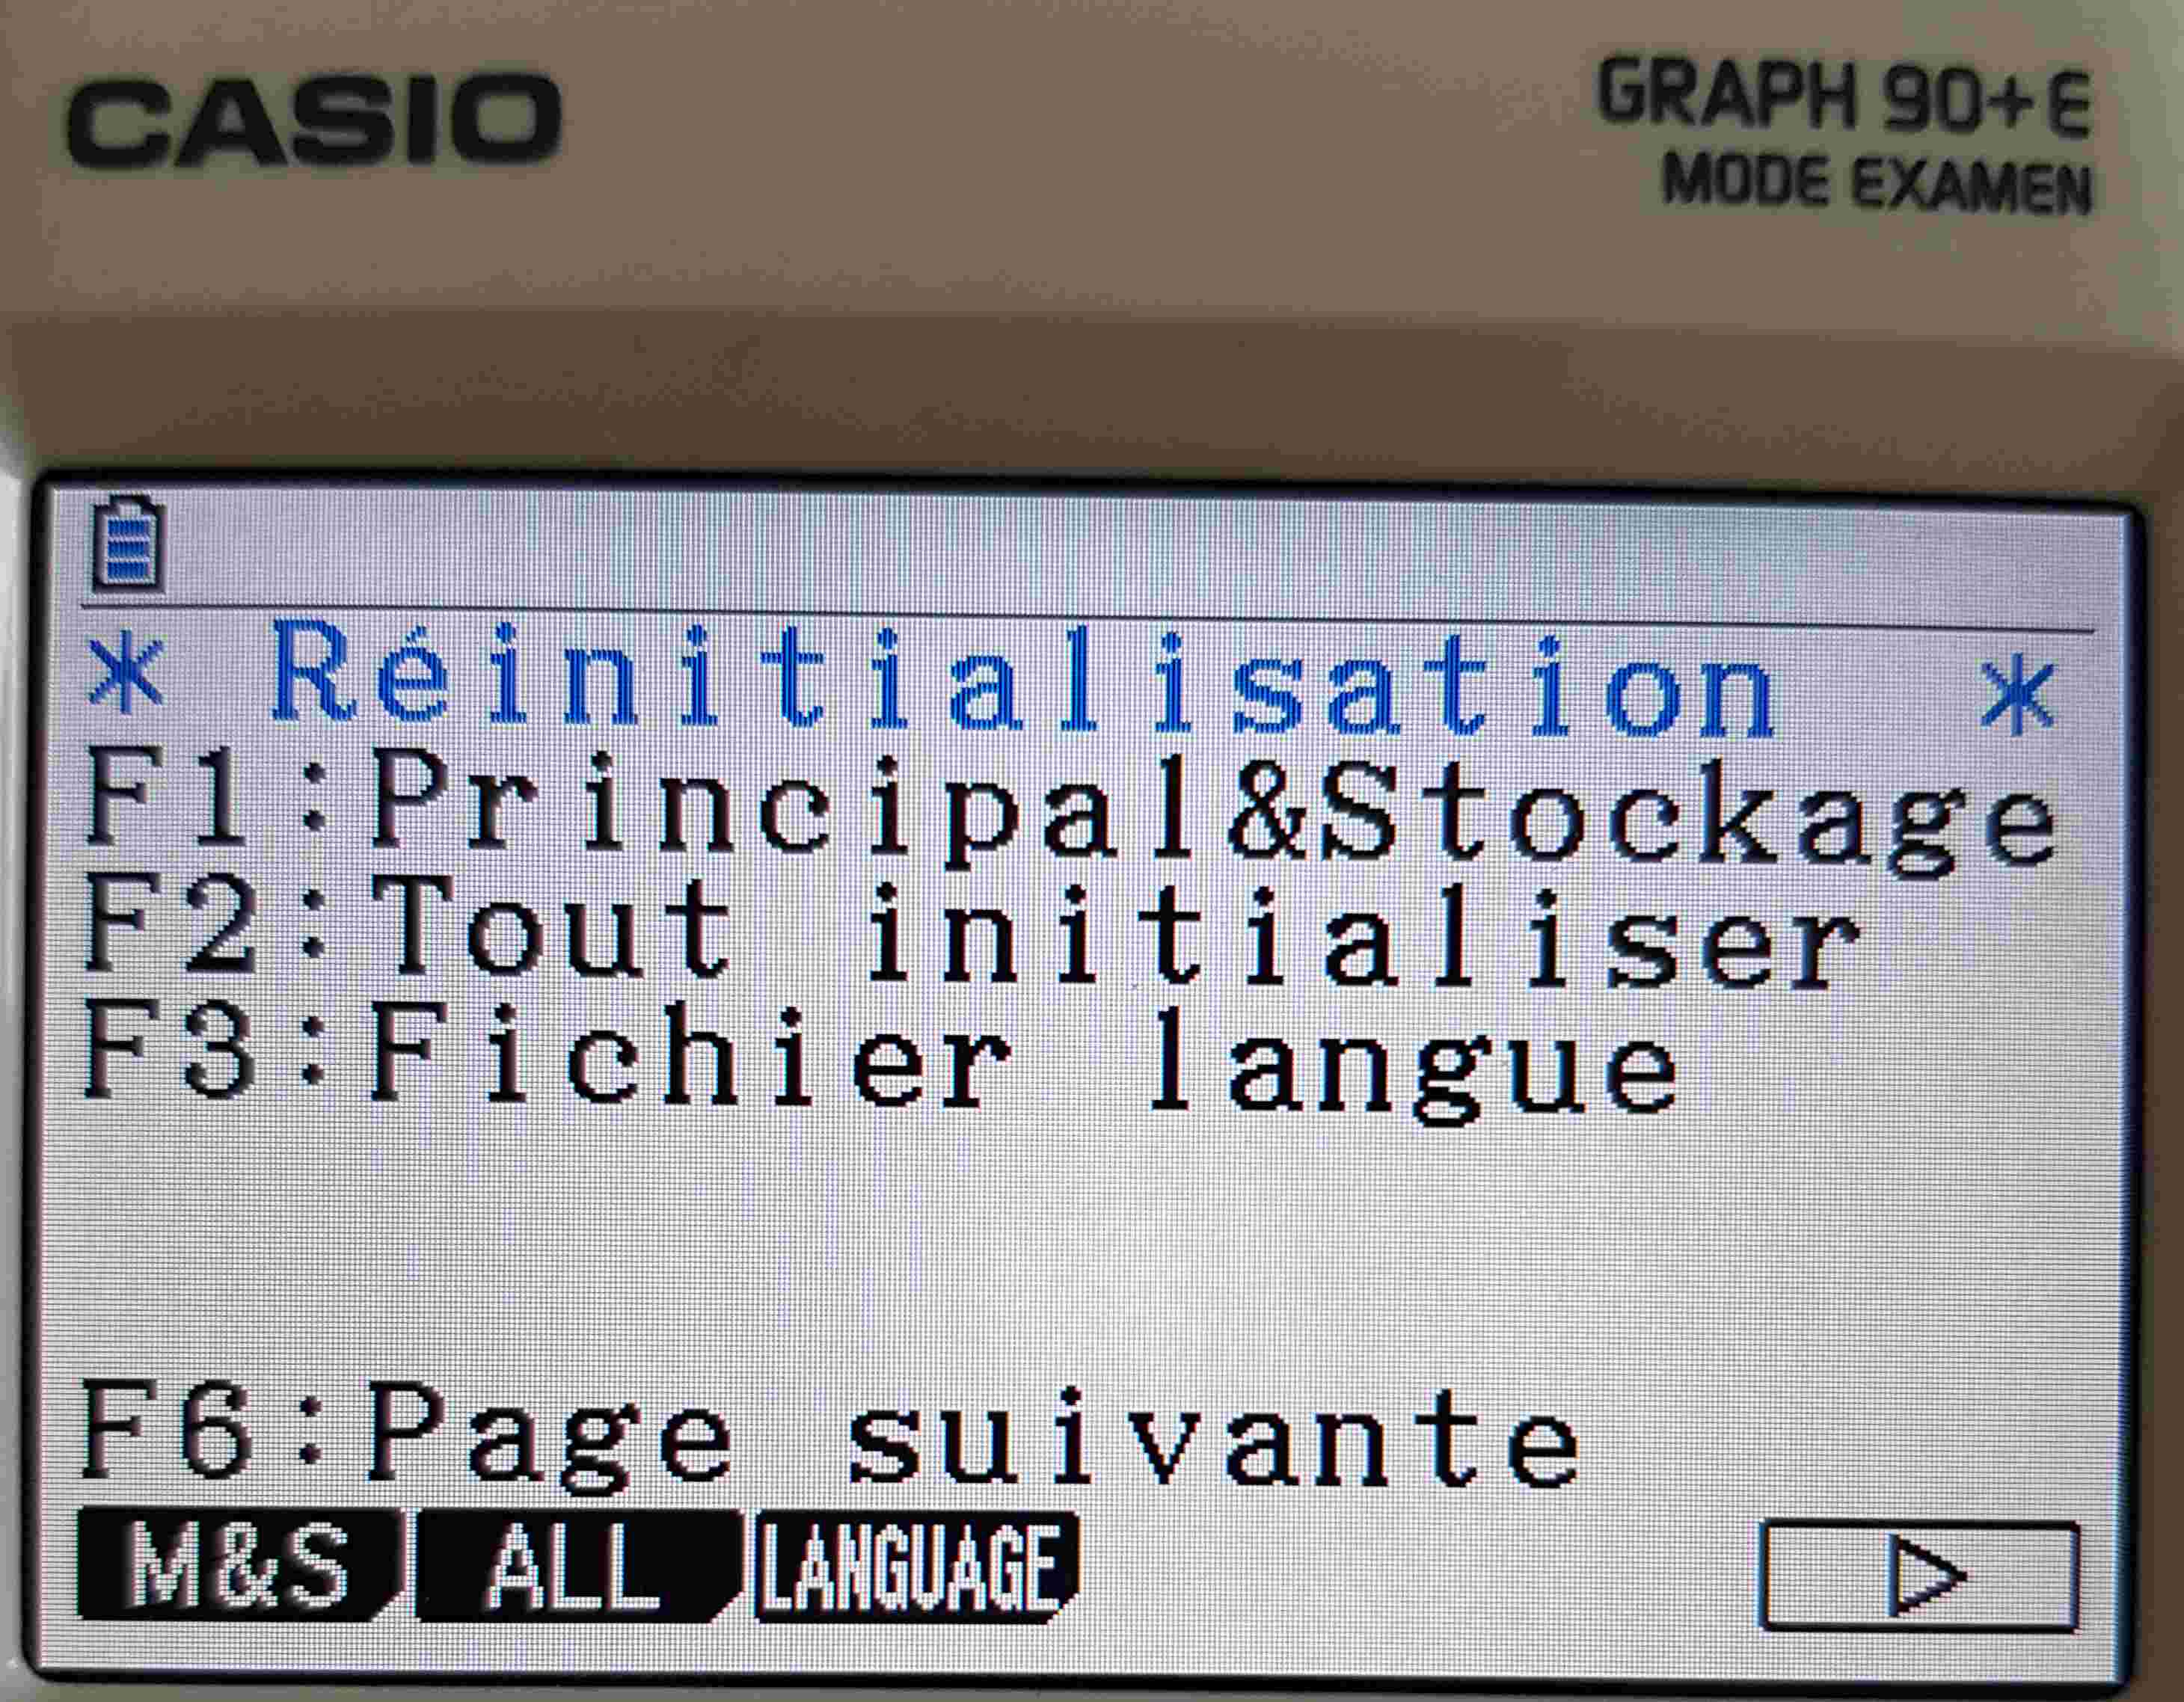 CASIO
GRAPH 90+E
MODE EXAMEN
* Réinitialisation *
F1:Principal&Stockage
F2:Tout initialiser
F3:Fichier langue
F6:Page suivante
M&S ALL LANGUAGE